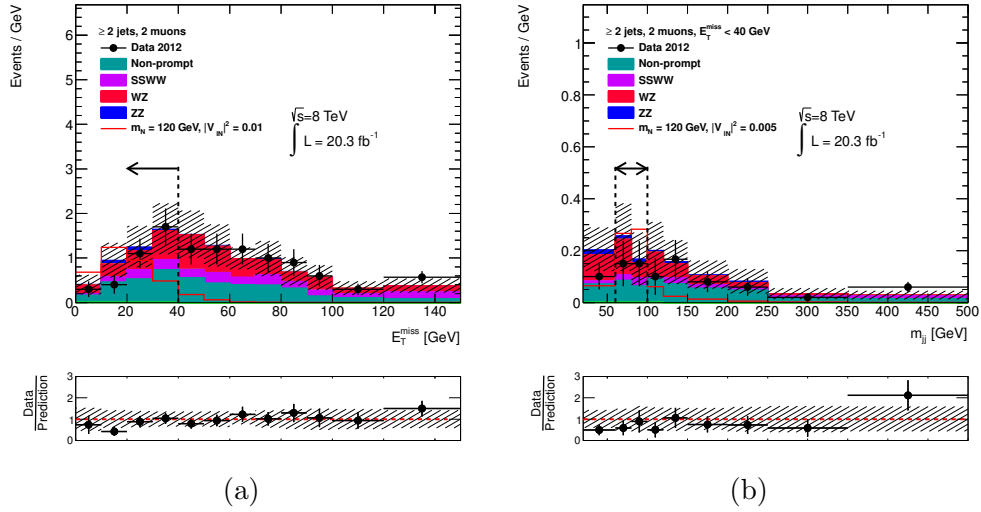 Events / GeV
6
5
4
3
2
1
0
≥ 2 jets, 2 muons
Data 2012
Non-prompt
SSWW
WZ
ZZ
m_N = 120 GeV, |V_lN|^2 = 0.01
√s=8 TeV
∫ L = 20.3 fb^-1
0 20 40 60 80 100 120 140
E_T^miss [GeV]
Data
Prediction
3
2
1
0
(a)
Events / GeV
1
0.8
0.6
0.4
0.2
0
≥ 2 jets, 2 muons, E_T^miss < 40 GeV
Data 2012
Non-prompt
SSWW
WZ
ZZ
m_N = 120 GeV, |V_lN|^2 = 0.005
√s=8 TeV
∫ L = 20.3 fb^-1
50 100 150 200 250 300 350 400 450 500
m_jj [GeV]
Data
Prediction
3
2
1
0
(b)